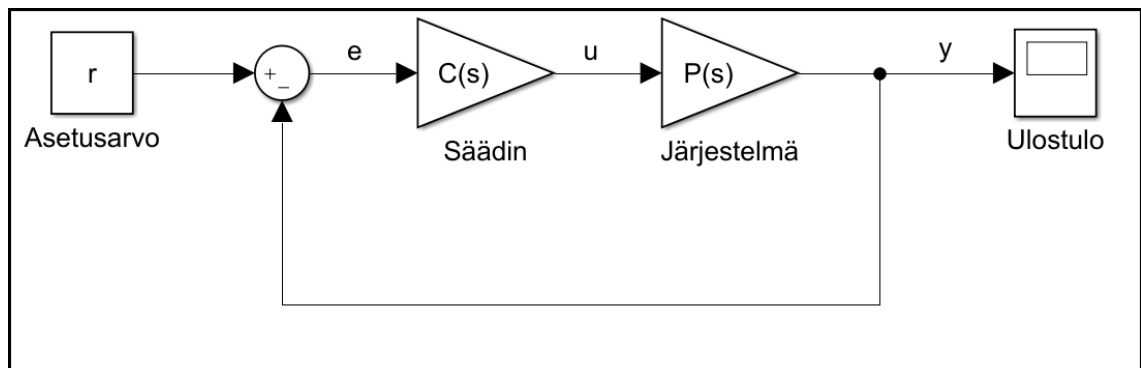 r
+
−
e
C(s)
u
P(s)
y
Asetusarvo
Säädin
Järjestelmä
Ulostulo